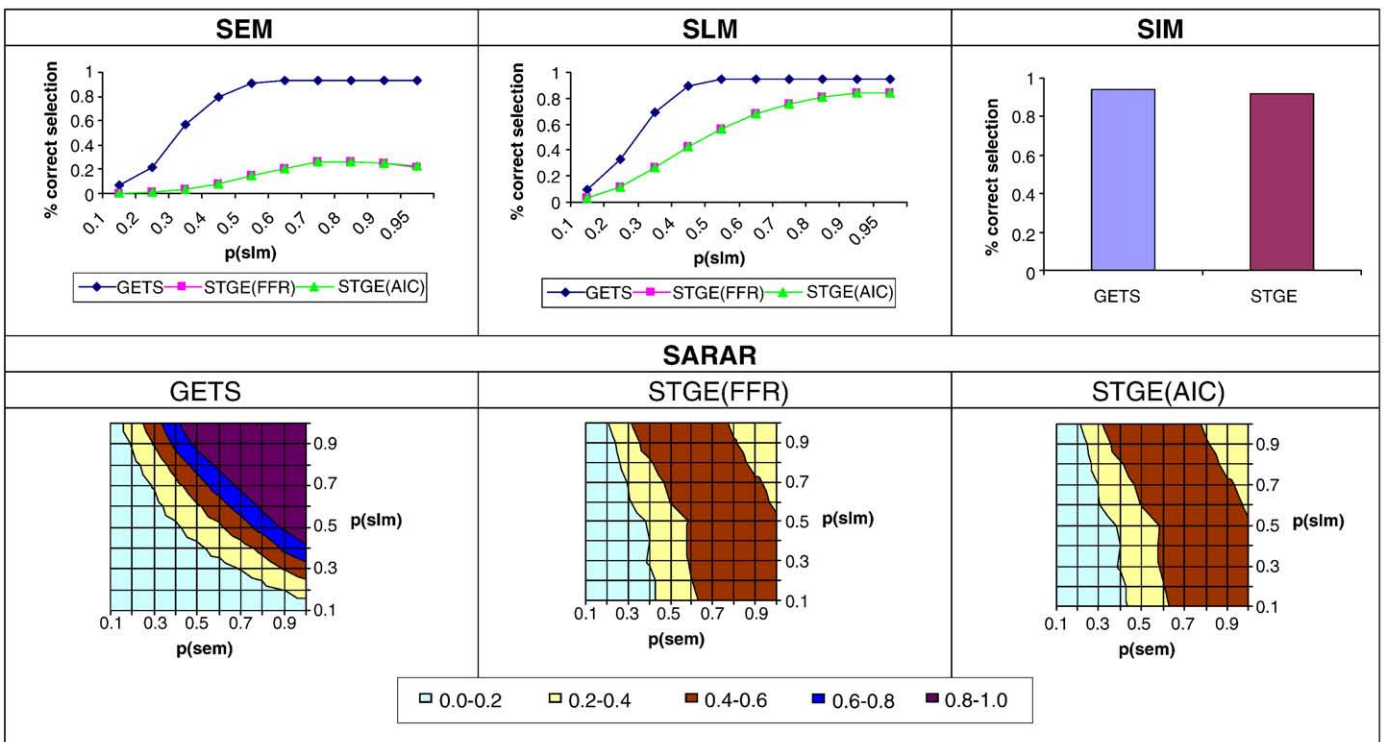 SEM
SLM
SIM
% correct selection
1
0.8
0.6
0.4
0.2
0
0.1 0.2 0.3 0.4 0.5 0.6 0.7 0.8 0.9 0.95
p(slm)
GETS STGE(FFR) STGE(AIC)
% correct selection
1
0.8
0.6
0.4
0.2
0
0.1 0.2 0.3 0.4 0.5 0.6 0.7 0.8 0.9 0.95
p(slm)
GETS STGE(FFR) STGE(AIC)
% correct selection
1
0.8
0.6
0.4
0.2
0
GETS STGE
SARAR
GETS
STGE(FFR)
STGE(AIC)
0.9
0.7
0.5
0.3
0.1
p(slm)
0.1 0.3 0.5 0.7 0.9
p(sem)
0.9
0.7
0.5
0.3
0.1
p(slm)
0.1 0.3 0.5 0.7 0.9
p(sem)
0.9
0.7
0.5
0.3
0.1
p(slm)
0.1 0.3 0.5 0.7 0.9
p(sem)
0.0-0.2 0.2-0.4 0.4-0.6 0.6-0.8 0.8-1.0